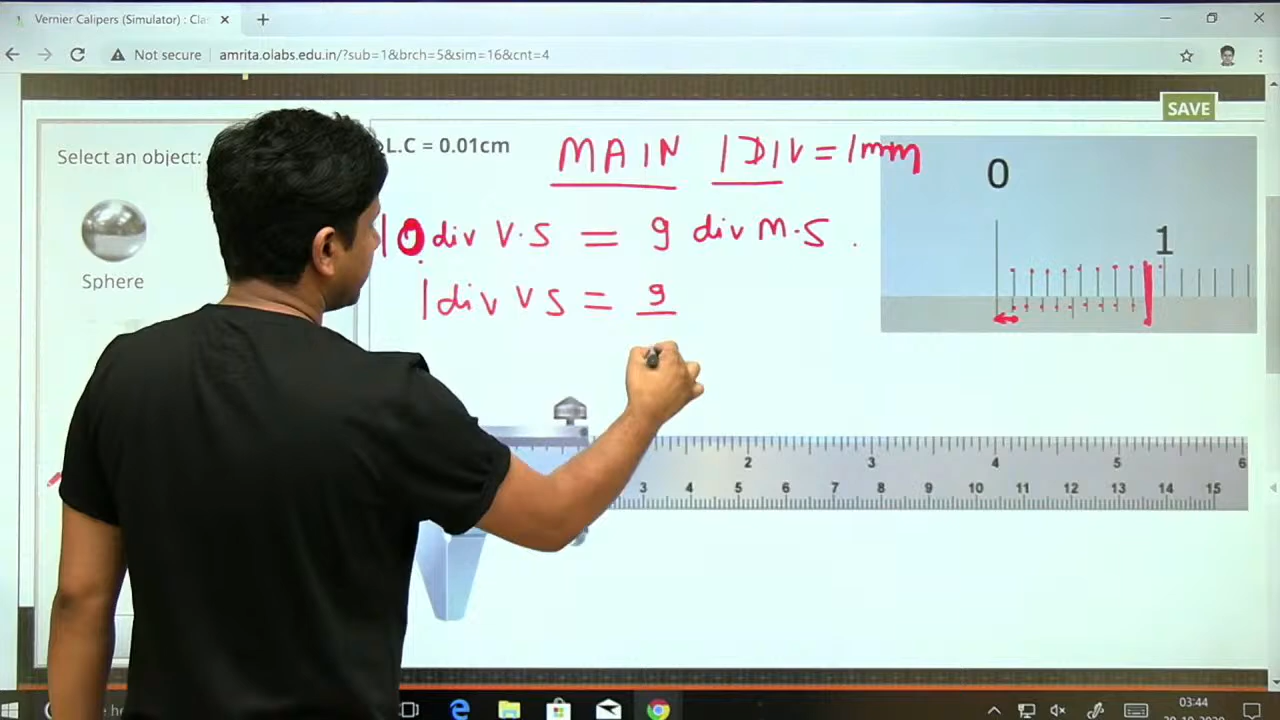 Vernier Calipers (Simulator) : Cla
Not secure amrita.olabs.edu.in/?sub=1&brch=5&sim=16&cnt=4
SAVE
Select an object:
L.C = 0.01cm
MAIN 1DIV = 1mm
10 div V.S = 9 div M.S .
1div VS = 9
Sphere
0
1
2 3 4 5 6
3 4 5 6 7 8 9 10 11 12 13 14 15
03:44